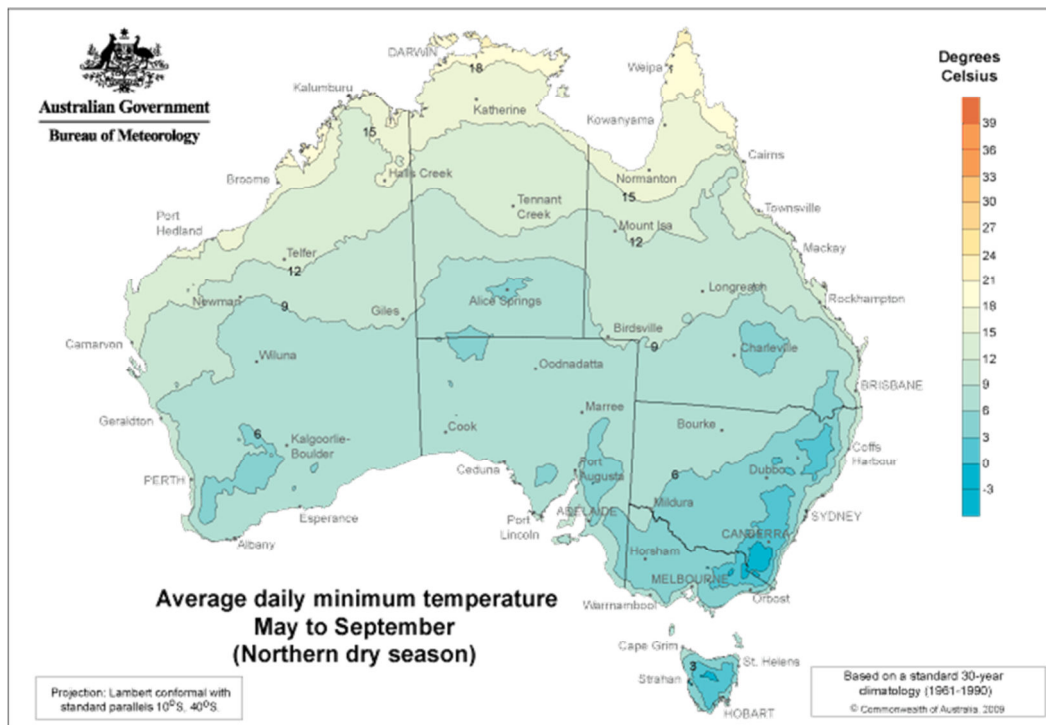 Australian Government
Bureau of Meteorology
DARWIN
18
Weipa
Kalumburu
Katherine
Kowanyama
15
Cairns
Halls Creek
Broome
Normanton
15
Tennant
Creek
Townsville
Port
Hedland
Mount Isa
12
Mackay
Telfer
12
Newman
9
Alice Springs
Longreach
Rockhampton
Giles
Carnarvon
Birdsville
9
Charleville
Wiluna
Oodnadatta
BRISBANE
Geraldton
Marree
Bourke
6
Kalgoorlie-
Boulder
Cook
Coffs
Harbour
PERTH
Ceduna
Port
Augusta
6
Dubbo
Mildura
Esperance
ADELAIDE
SYDNEY
Albany
Port
Lincoln
CANBERRA
Horsham
MELBOURNE
Orbost
Warrnambool
Cape Grim
3
St. Helens
Strahan
HOBART
Degrees
Celsius
39
36
33
30
27
24
21
18
15
12
9
6
3
0
-3
Average daily minimum temperature
May to September
(Northern dry season)
Projection: Lambert conformal with
standard parallels 10°S, 40°S.
Based on a standard 30-year
climatology (1961-1990)
© Commonwealth of Australia, 2009